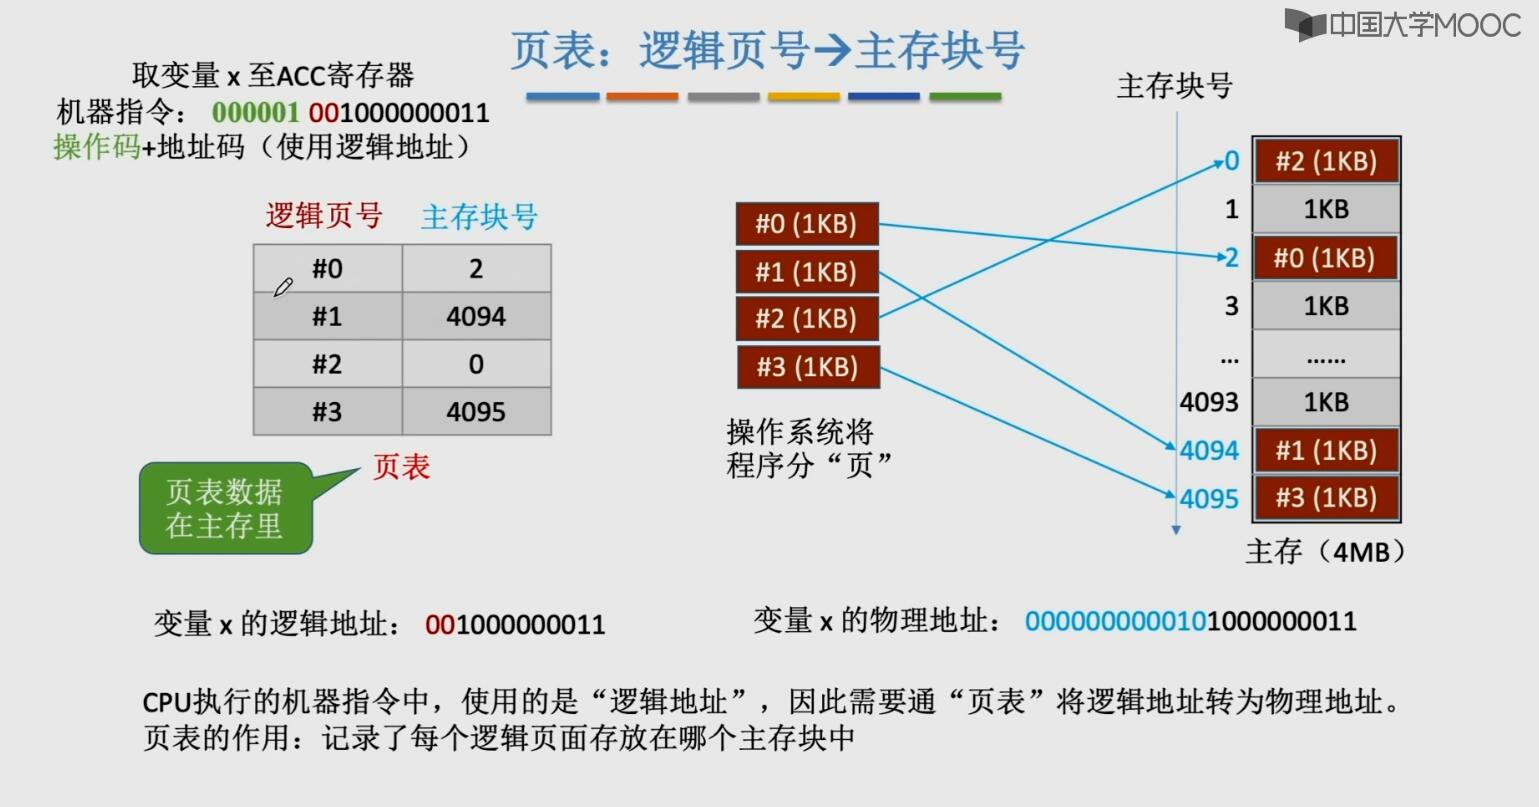 中国大学MOOC
页表：逻辑页号→主存块号
取变量 x 至ACC寄存器
机器指令： 000001 001000000011
操作码+地址码（使用逻辑地址）
逻辑页号 主存块号
#0 2
#1 4094
#2 0
#3 4095
页表
页表数据
在主存里
#0 (1KB)
#1 (1KB)
#2 (1KB)
#3 (1KB)
操作系统将
程序分“页”
主存块号
0 #2 (1KB)
1 1KB
2 #0 (1KB)
3 1KB
... ......
4093 1KB
4094 #1 (1KB)
4095 #3 (1KB)
主存（4MB）
变量 x 的逻辑地址： 001000000011
变量 x 的物理地址： 0000000000101000000011
CPU执行的机器指令中，使用的是“逻辑地址”，因此需要通“页表”将逻辑地址转为物理地址。
页表的作用：记录了每个逻辑页面存放在哪个主存块中